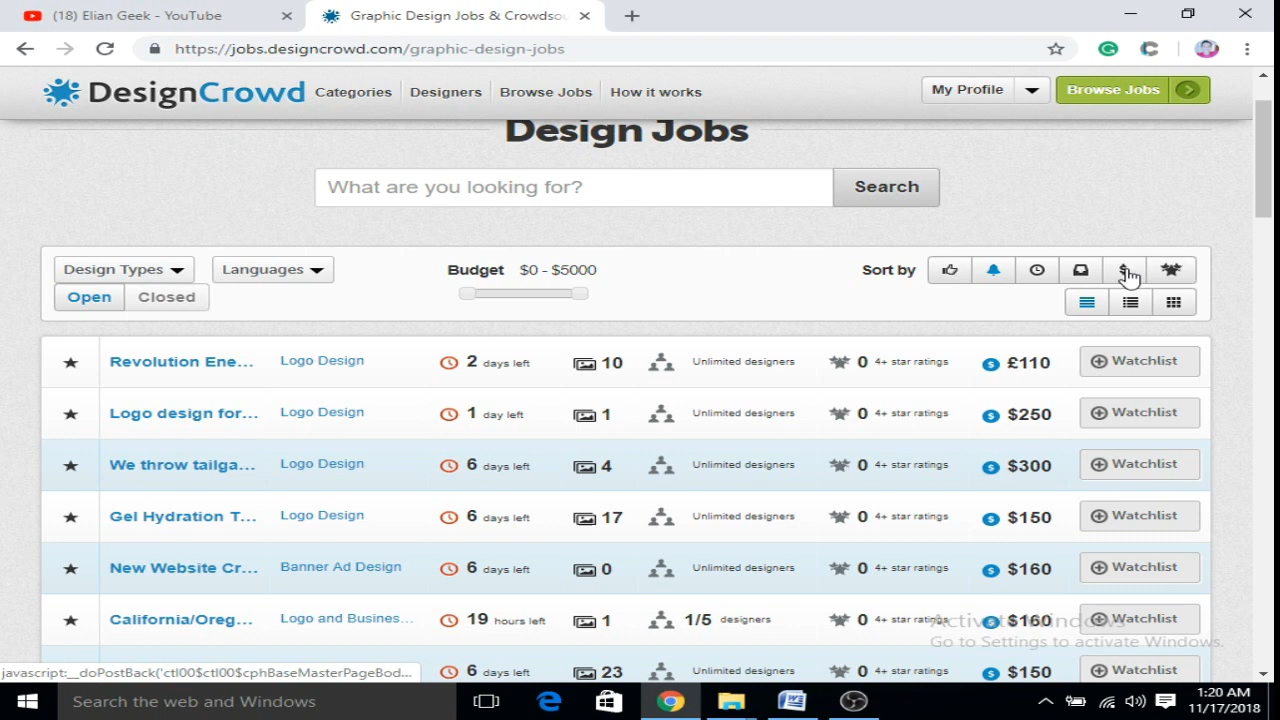 (18) Elian Geek - YouTube
Graphic Design Jobs & Crowdsou
https://jobs.designcrowd.com/graphic-design-jobs
DesignCrowd Categories Designers Browse Jobs How it works My Profile Browse Jobs
Design Jobs
What are you looking for? Search
Design Types Languages Budget $0 - $5000 Sort by
Open Closed
Revolution Ene... Logo Design 2 days left 10 Unlimited designers 0 4+ star ratings £110 Watchlist
Logo design for... Logo Design 1 day left 1 Unlimited designers 0 4+ star ratings $250 Watchlist
We throw tailga... Logo Design 6 days left 4 Unlimited designers 0 4+ star ratings $300 Watchlist
Gel Hydration T... Logo Design 6 days left 17 Unlimited designers 0 4+ star ratings $150 Watchlist
New Website Cr... Banner Ad Design 6 days left 0 Unlimited designers 0 4+ star ratings $160 Watchlist
California/Oreg... Logo and Busines... 19 hours left 1 1/5 designers 0 4+ star ratings $160 Watchlist
Activate Windows
Go to Settings to activate Windows.
6 days left 23 Unlimited designers 0 4+ star ratings $150 Watchlist
javascript:__doPostBack('ctl00$ctl00$cphBaseMasterPageBod...
Search the web and Windows
1:20 AM
11/17/2018